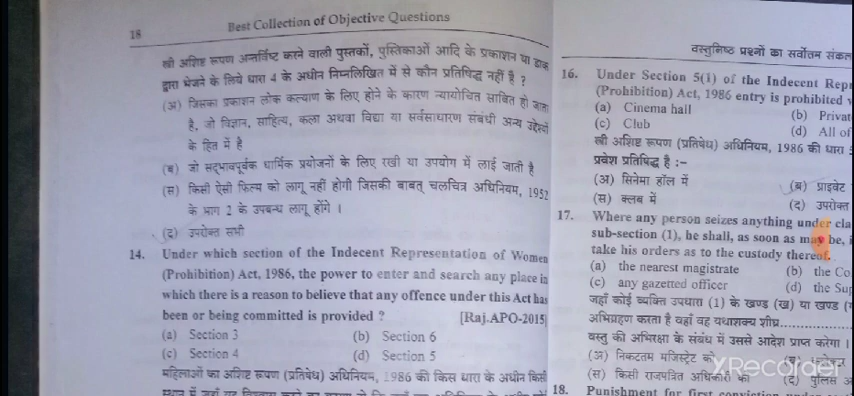 18
Best Collection of Objective Questions
स्त्री अशिष्ट रूपण अन्तर्विष्ट करने वाली पुस्तकों, पुस्तिकाओं आदि के प्रकाशन या डाक
द्वारा भेजने के लिये धारा 4 के अधीन निम्नलिखित में से कौन प्रतिषिद्ध नहीं है ?
(अ) जिसका प्रकाशन लोक कल्याण के लिए होने के कारण न्यायोचित साबित हो जाता
है, जो विज्ञान, साहित्य, कला अथवा विद्या या सर्वसाधारण संबंधी अन्य उद्देश्यों
के हित में है
(ब) जो सद्भावपूर्वक धार्मिक प्रयोजनों के लिए रखी या उपयोग में लाई जाती है
(स) किसी ऐसी फिल्म को लागू नहीं होगी जिसकी बाबत् चलचित्र अधिनियम, 1952
के भाग 2 के उपबन्ध लागू होंगे ।
(द) उपरोक्त सभी
14. Under which section of the Indecent Representation of Women
(Prohibition) Act, 1986, the power to enter and search any place in
which there is a reason to believe that any offence under this Act has
been or being committed is provided ? [Raj.APO-2015]
(a) Section 3 (b) Section 6
(c) Section 4 (d) Section 5
महिलाओं का अशिष्ट रूपण (प्रतिषेध) अधिनियम, 1986 की किस धारा के अधीन किसी
वस्तुनिष्ठ प्रश्नों का सर्वोतम संकल
16. Under Section 5(1) of the Indecent Repr
(Prohibition) Act, 1986 entry is prohibited
(a) Cinema hall (b) Privat
(c) Club (d) All of
स्त्री अशिष्ट रूपण (प्रतिषेध) अधिनियम, 1986 की धारा
प्रवेश प्रतिषिद्ध है :–
(अ) सिनेमा हॉल में (ब) प्राइवेट
(स) क्लब में (द) उपरोक्त
17. Where any person seizes anything under cla
sub-section (1), he shall, as soon as may be, i
take his orders as to the custody thereof.
(a) the nearest magistrate (b) the Co
(c) any gazetted officer (d) the Sup
जहाँ कोई व्यक्ति उपधारा (1) के खण्ड (ख) या खण्ड
अभिग्रहण करता है वहाँ वह यथाशक्य शीघ्र
वस्तु की अभिरक्षा के संबंध में उससे आदेश प्राप्त करेगा ।
(अ) निकटतम मजिस्ट्रेट को
(स) किसी राजपत्रित अधिकारी को (द) पुलिस अ
XRecorder
18. Punishment for first conviction